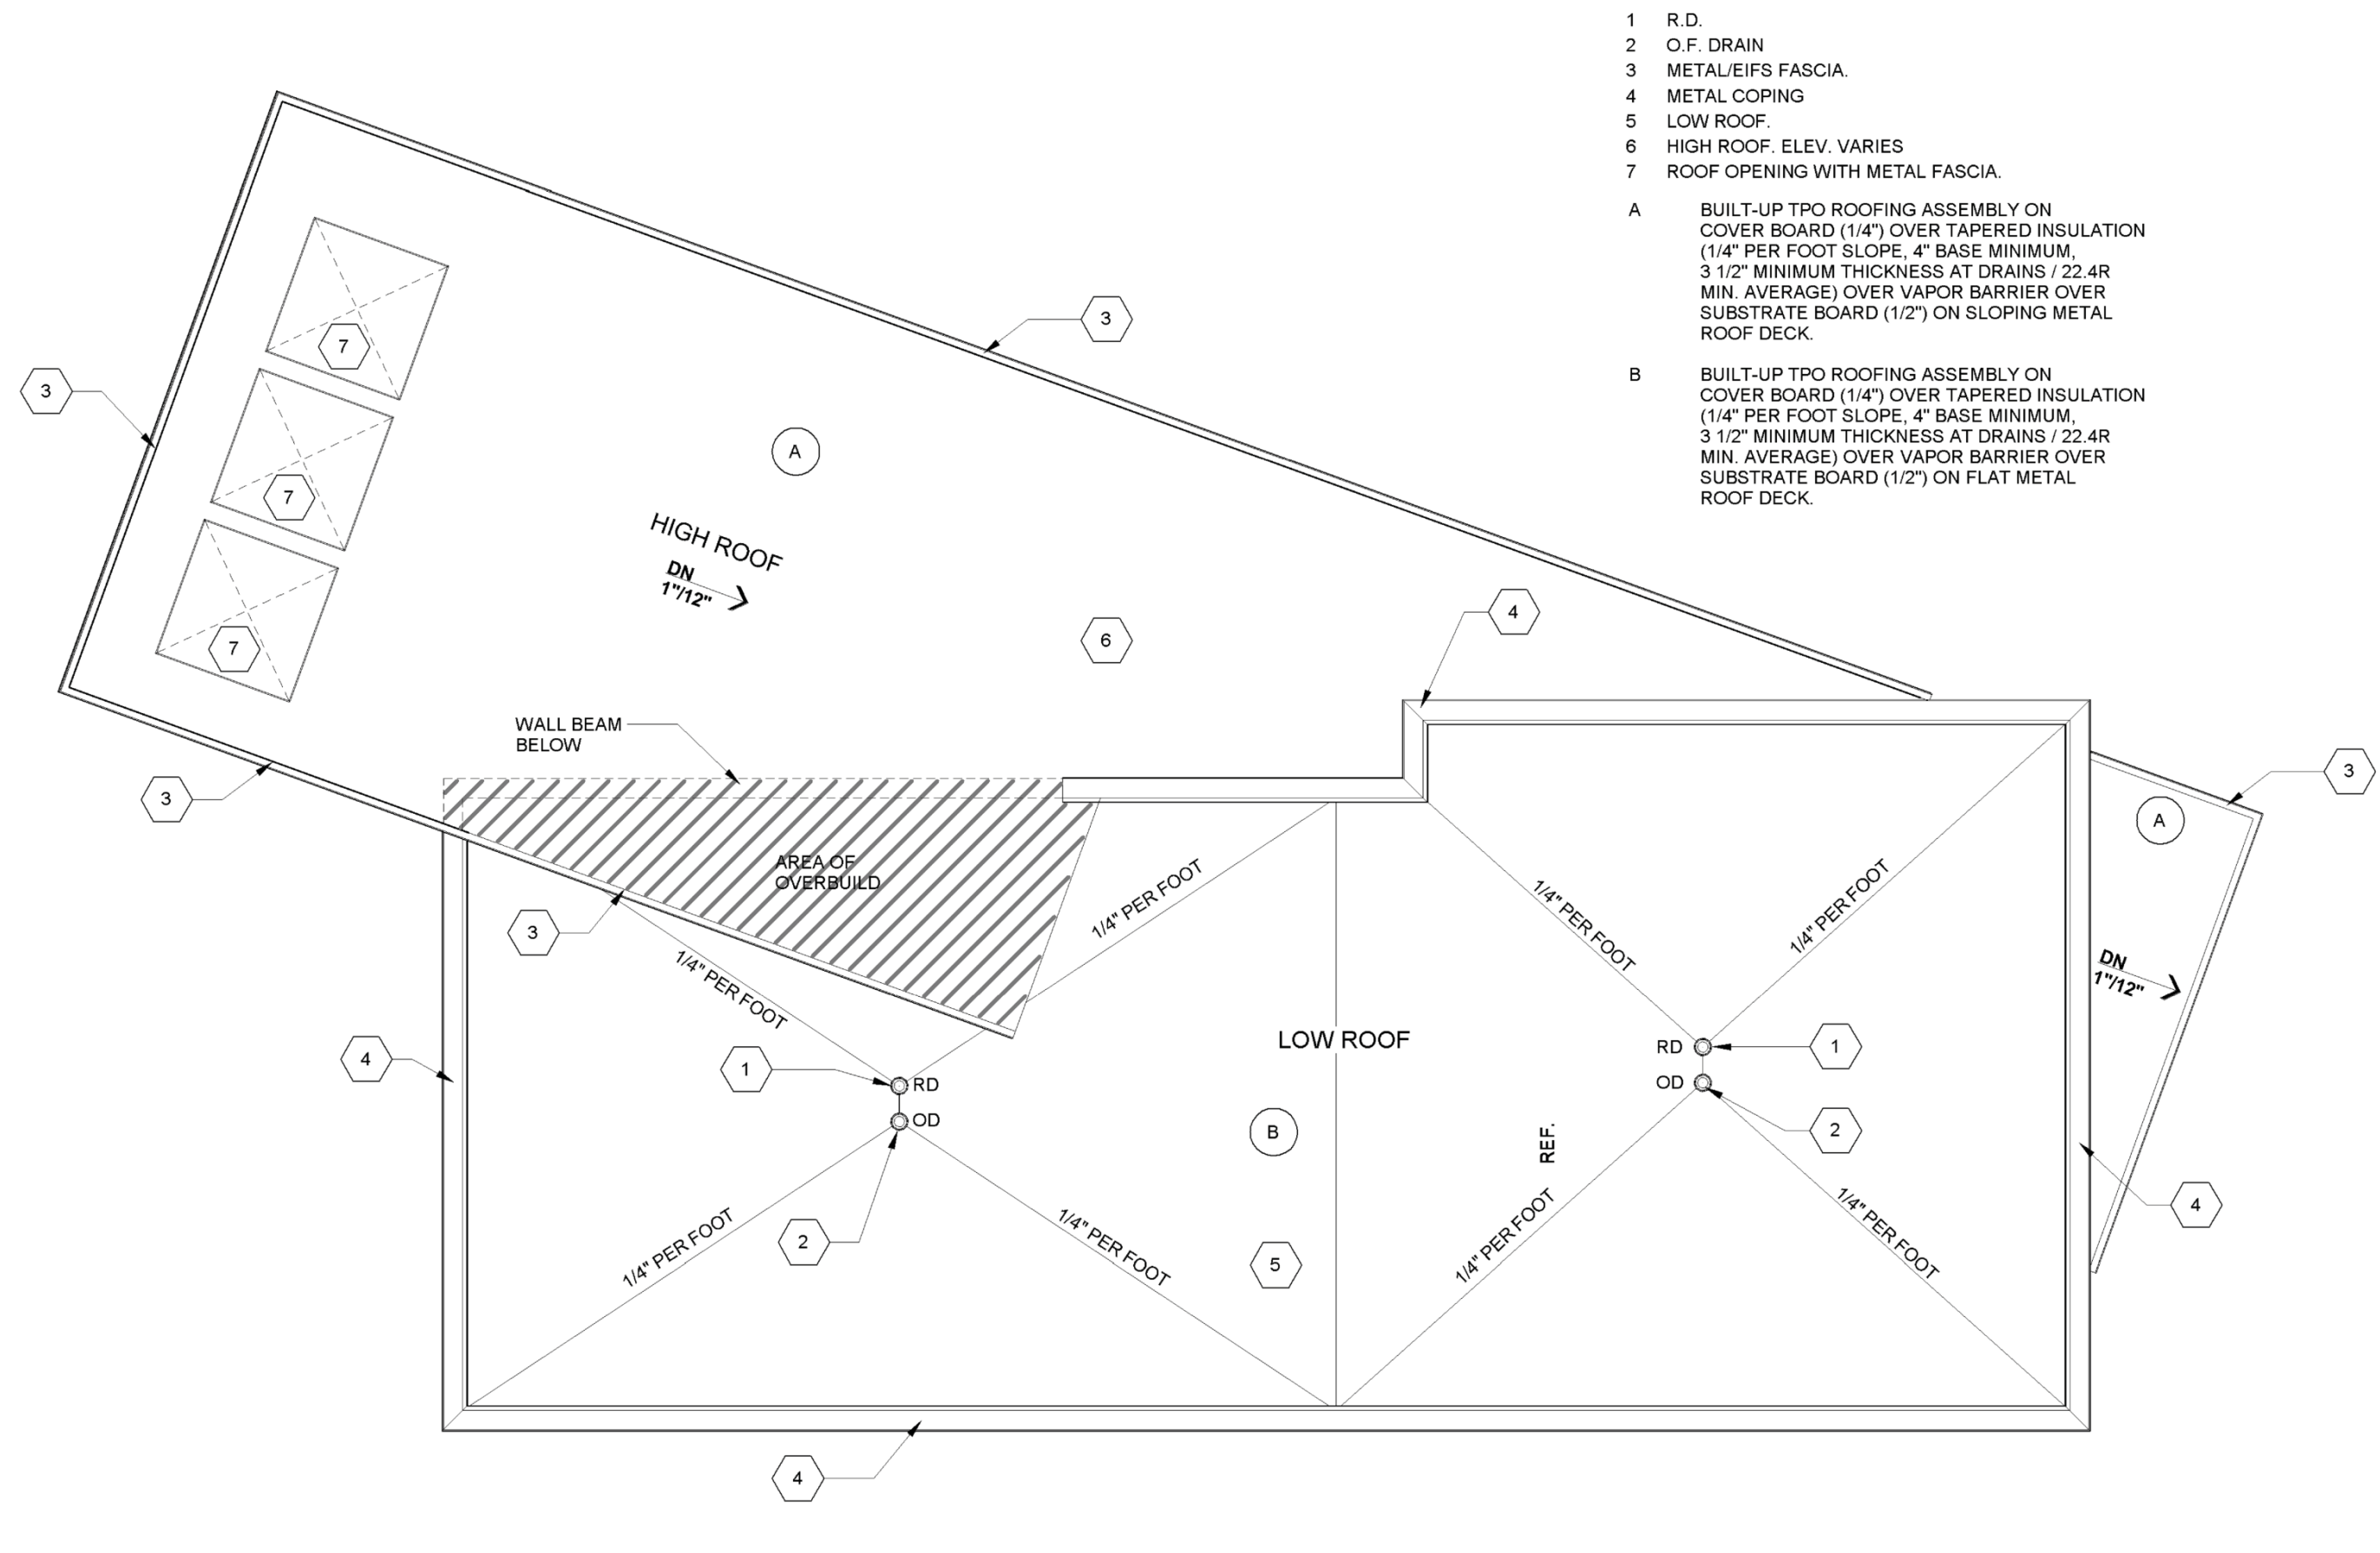 1 R.D.
2 O.F. DRAIN
3 METAL/EIFS FASCIA.
4 METAL COPING
5 LOW ROOF.
6 HIGH ROOF. ELEV. VARIES
7 ROOF OPENING WITH METAL FASCIA.
A BUILT-UP TPO ROOFING ASSEMBLY ON
COVER BOARD (1/4") OVER TAPERED INSULATION
(1/4" PER FOOT SLOPE, 4" BASE MINIMUM,
3 1/2" MINIMUM THICKNESS AT DRAINS / 22.4R
MIN. AVERAGE) OVER VAPOR BARRIER OVER
SUBSTRATE BOARD (1/2") ON SLOPING METAL
ROOF DECK.
B BUILT-UP TPO ROOFING ASSEMBLY ON
COVER BOARD (1/4") OVER TAPERED INSULATION
(1/4" PER FOOT SLOPE, 4" BASE MINIMUM,
3 1/2" MINIMUM THICKNESS AT DRAINS / 22.4R
MIN. AVERAGE) OVER VAPOR BARRIER OVER
SUBSTRATE BOARD (1/2") ON FLAT METAL
ROOF DECK.
3
7
3
A
7
HIGH ROOF
DN
1"/12"
4
6
7
WALL BEAM
BELOW
3
3
A
AREA OF
OVERBUILD
1/4" PER FOOT
1/4" PER FOOT
1/4" PER FOOT
3
1/4" PER FOOT
DN
1"/12"
LOW ROOF
RD
1
4
1
RD
OD
OD
2
B
REF.
4
1/4" PER FOOT
1/4" PER FOOT
1/4" PER FOOT
1/4" PER FOOT
2
5
4